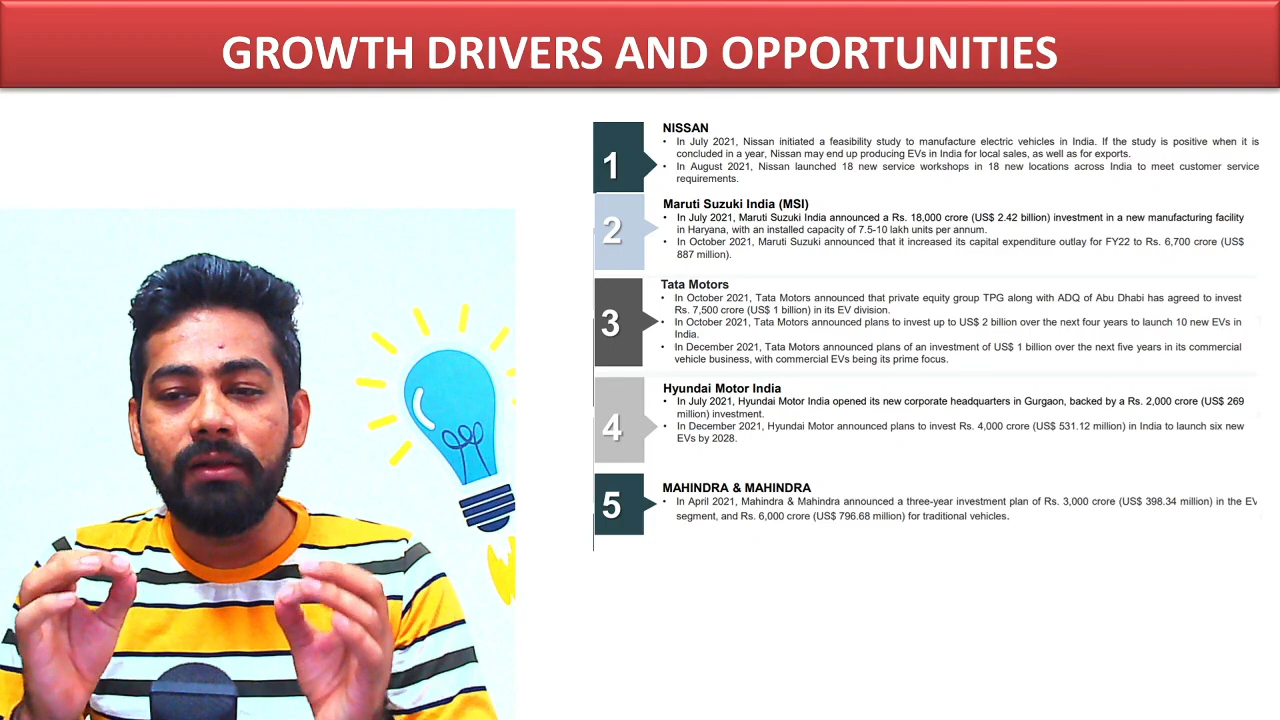 GROWTH DRIVERS AND OPPORTUNITIES
1
NISSAN
• In July 2021, Nissan initiated a feasibility study to manufacture electric vehicles in India. If the study is positive when it is
concluded in a year, Nissan may end up producing EVs in India for local sales, as well as for exports.
• In August 2021, Nissan launched 18 new service workshops in 18 new locations across India to meet customer service
requirements.
2
Maruti Suzuki India (MSI)
• In July 2021, Maruti Suzuki India announced a Rs. 18,000 crore (US$ 2.42 billion) investment in a new manufacturing facility
in Haryana, with an installed capacity of 7.5-10 lakh units per annum.
• In October 2021, Maruti Suzuki announced that it increased its capital expenditure outlay for FY22 to Rs. 6,700 crore (US$
887 million).
3
Tata Motors
• In October 2021, Tata Motors announced that private equity group TPG along with ADQ of Abu Dhabi has agreed to invest
Rs. 7,500 crore (US$ 1 billion) in its EV division.
• In October 2021, Tata Motors announced plans to invest up to US$ 2 billion over the next four years to launch 10 new EVs in
India.
• In December 2021, Tata Motors announced plans of an investment of US$ 1 billion over the next five years in its commercial
vehicle business, with commercial EVs being its prime focus.
4
Hyundai Motor India
• In July 2021, Hyundai Motor India opened its new corporate headquarters in Gurgaon, backed by a Rs. 2,000 crore (US$ 269
million) investment.
• In December 2021, Hyundai Motor announced plans to invest Rs. 4,000 crore (US$ 531.12 million) in India to launch six new
EVs by 2028.
5
MAHINDRA & MAHINDRA
• In April 2021, Mahindra & Mahindra announced a three-year investment plan of Rs. 3,000 crore (US$ 398.34 million) in the EV
segment, and Rs. 6,000 crore (US$ 796.68 million) for traditional vehicles.